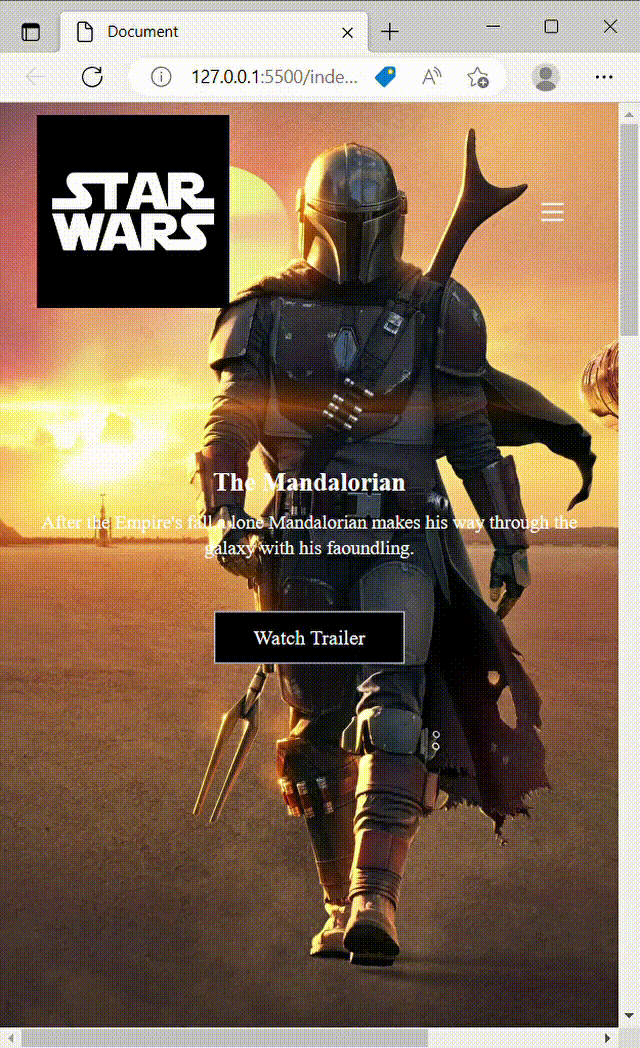 Document
127.0.0.1:5500/inde...
STAR
WARS
The Mandalorian
After the Empire's fall a lone Mandalorian makes his way through the
galaxy with his faoundling.
Watch Trailer